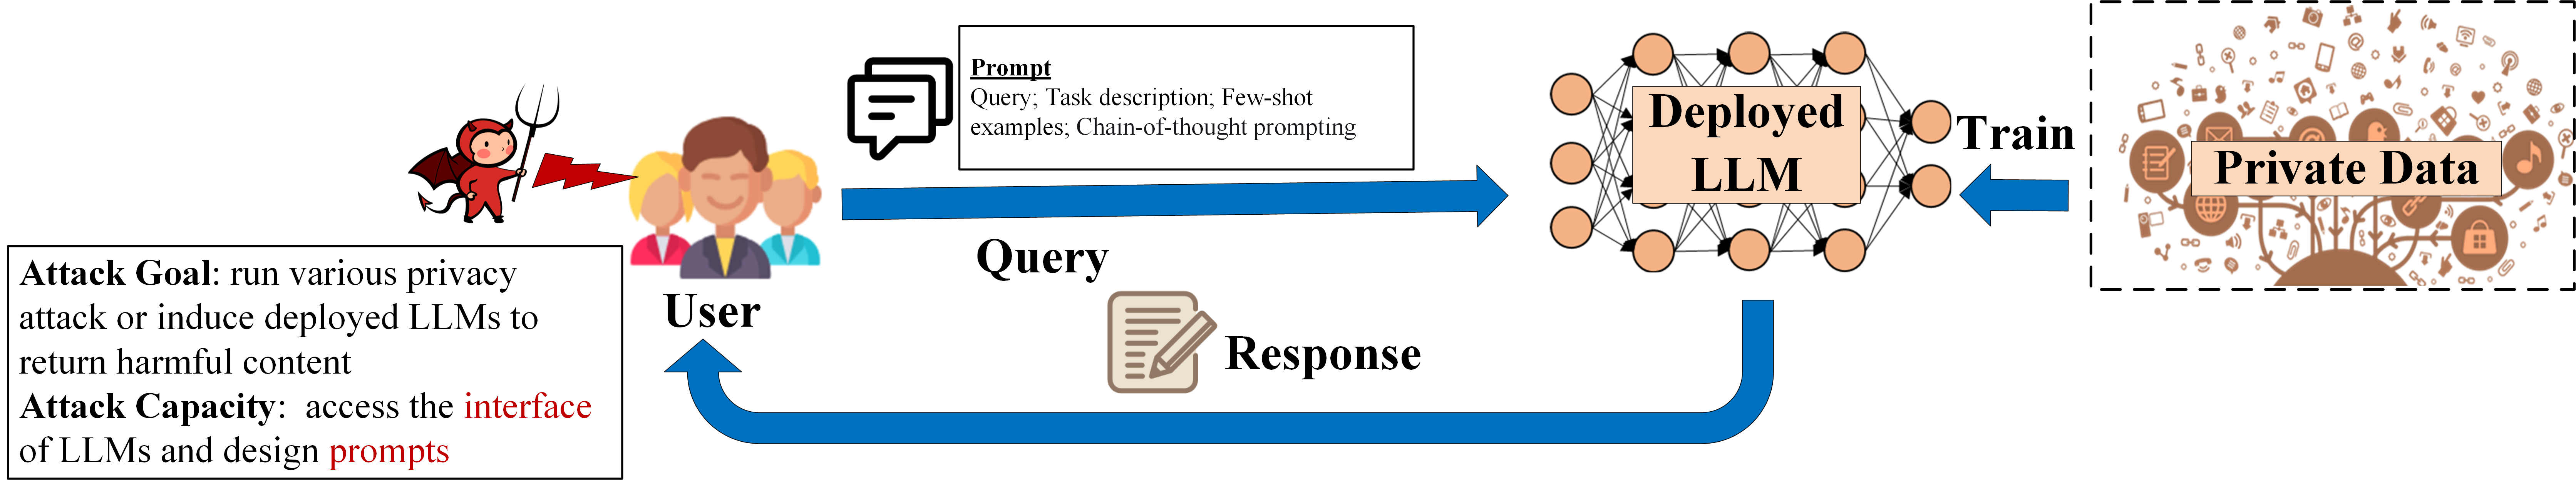 Prompt
Query; Task description; Few-shot
examples; Chain-of-thought prompting
Deployed
LLM
Train
Private Data
Query
User
Response
Attack Goal: run various privacy
attack or induce deployed LLMs to
return harmful content
Attack Capacity: access the interface
of LLMs and design prompts